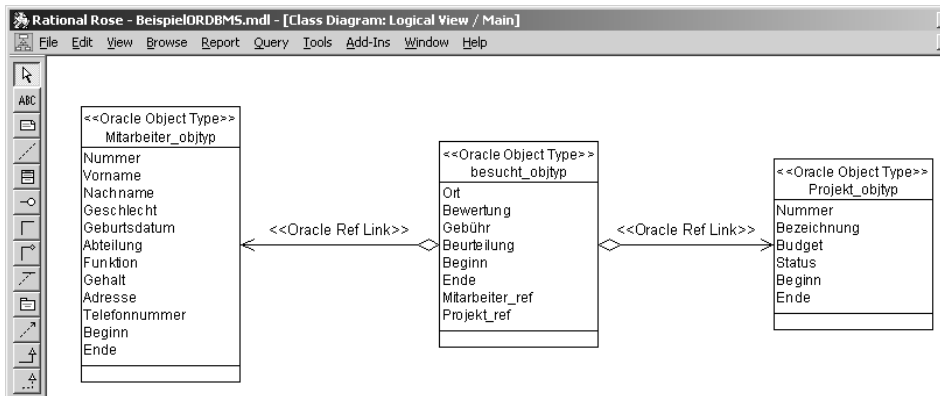 Rational Rose - BeispielORDBMS.mdl - [Class Diagram: Logical View / Main]
File Edit View Browse Report Query Tools Add-Ins Window Help
ABC
<<Oracle Object Type>>
Mitarbeiter_objtyp
Nummer
Vorname
Nachname
Geschlecht
Geburtsdatum
Abteilung
Funktion
Gehalt
Adresse
Telefonnummer
Beginn
Ende
<<Oracle Ref Link>>
<<Oracle Object Type>>
besucht_objtyp
Ort
Bewertung
Gebühr
Beurteilung
Beginn
Ende
Mitarbeiter_ref
Projekt_ref
<<Oracle Ref Link>>
<<Oracle Object Type>>
Projekt_objtyp
Nummer
Bezeichnung
Budget
Status
Beginn
Ende